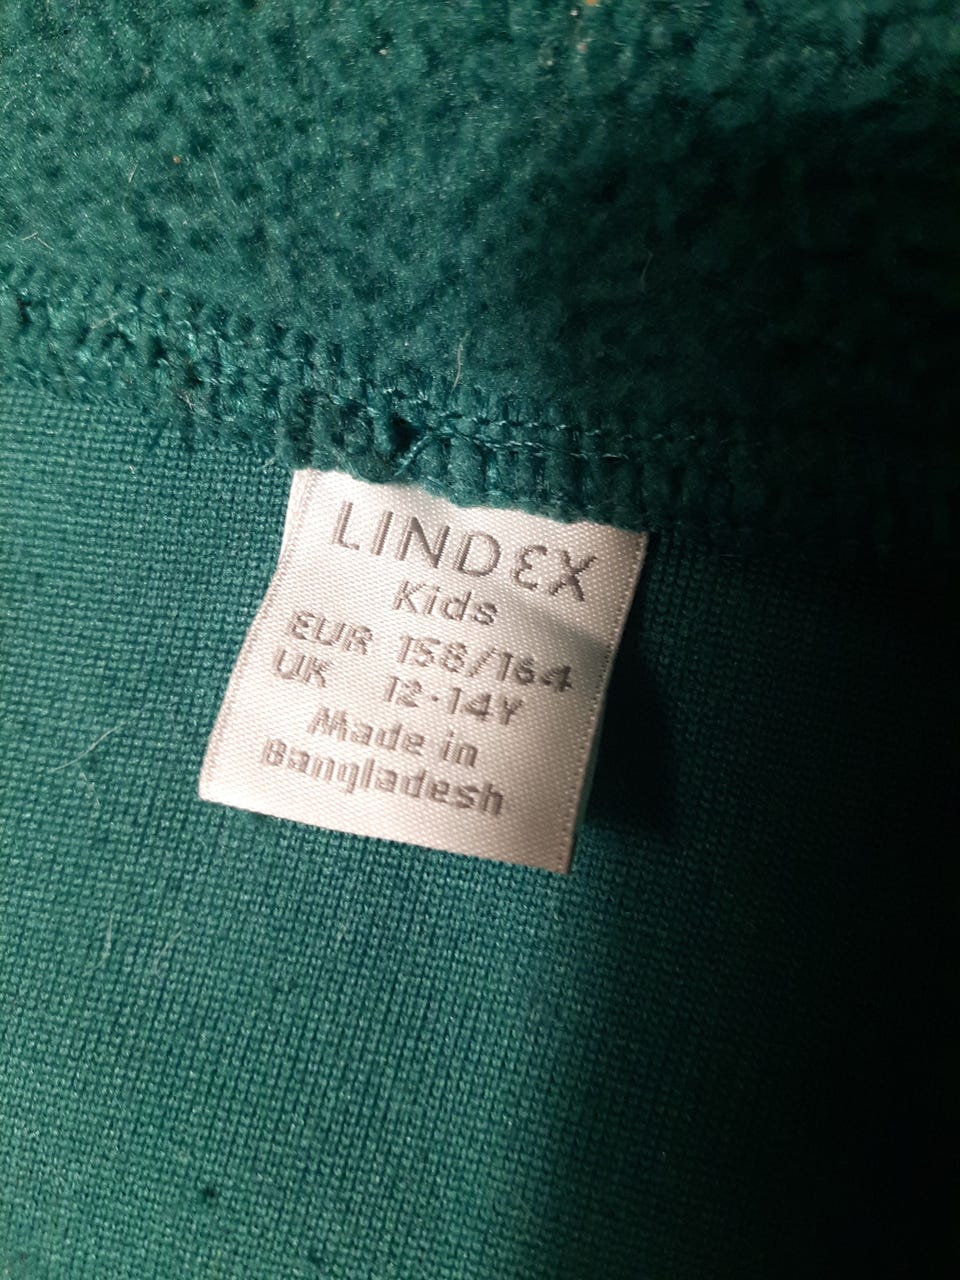 LINDEX
Kids
EUR 158/164
UK 12-14Y
Made in
Bangladesh